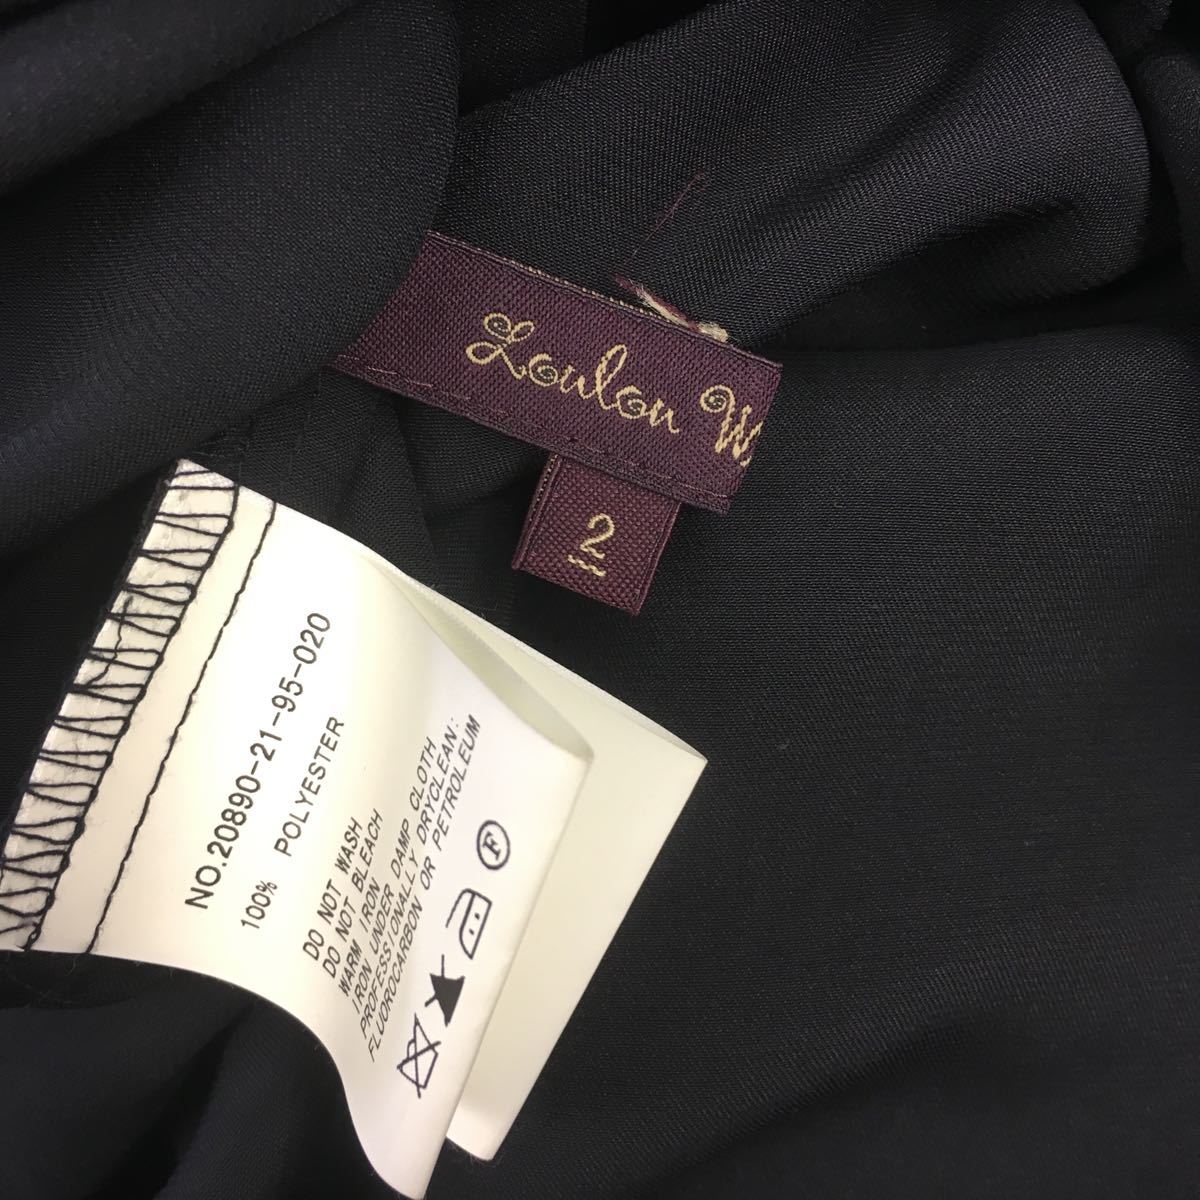 Loulou W
2
NO.20890-21-95-020
100% POLYESTER
DO NOT WASH
DO NOT BLEACH
WARM IRON
IRON UNDER DAMP CLOTH
PROFESSIONALLY DRYCLEAN:
FLUOROCARBON OR PETROLEUM
F